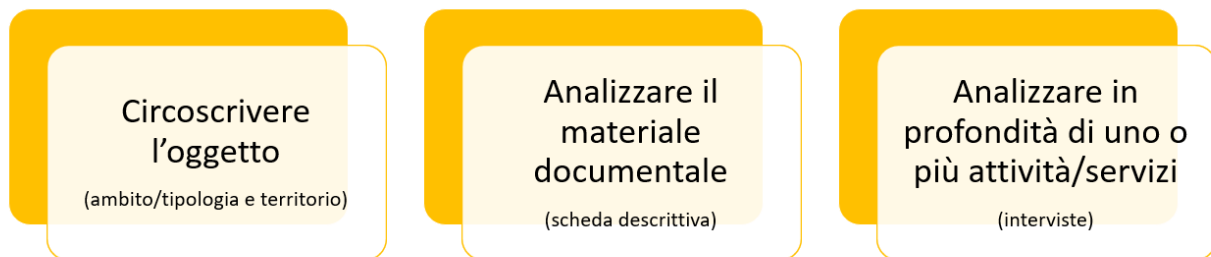 Circoscrivere
l’oggetto
(ambito/tipologia e territorio)
Analizzare il
materiale
documentale
(scheda descrittiva)
Analizzare in
profondità di uno o
più attività/servizi
(interviste)